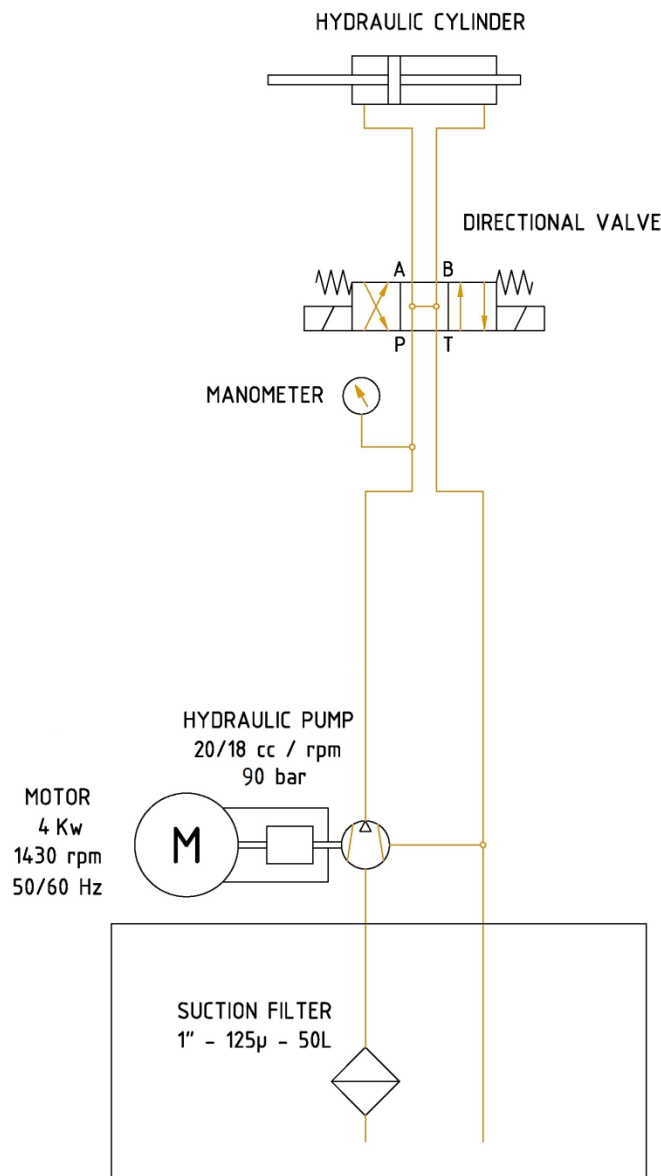 HYDRAULIC CYLINDER
DIRECTIONAL VALVE
A B
P T
MANOMETER
HYDRAULIC PUMP
20/18 cc / rpm
90 bar
MOTOR
4 Kw
1430 rpm
50/60 Hz
M
SUCTION FILTER
1" - 125µ - 50L